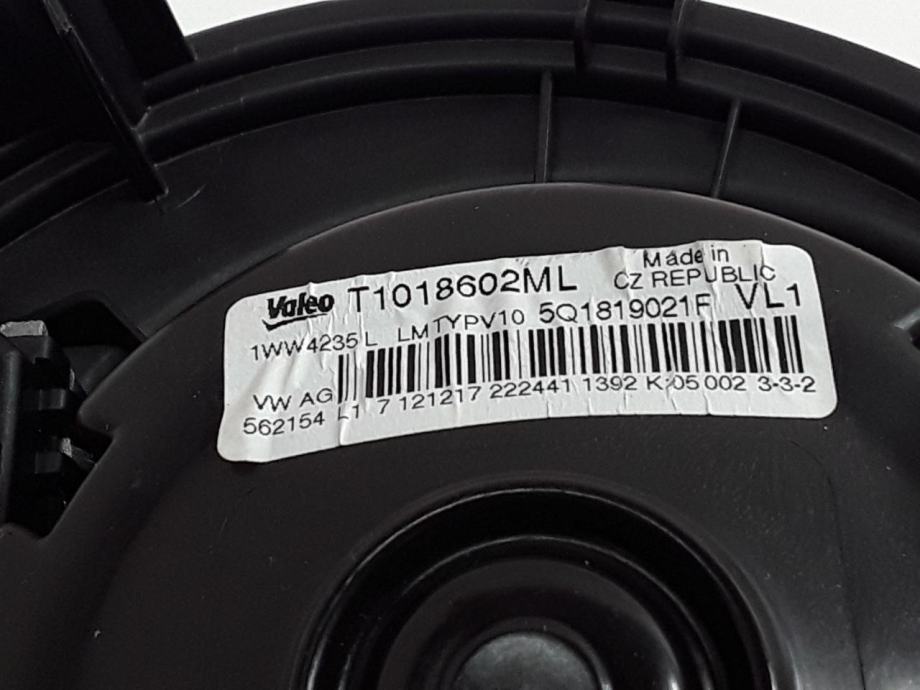 Valeo T1018602ML Made in
CZ REPUBLIC
1WW4235L LMTYPV10 5Q1819021F VL1
VW AG
562154 L1 7 121217 222441 1392 K 05 002 3-3-2